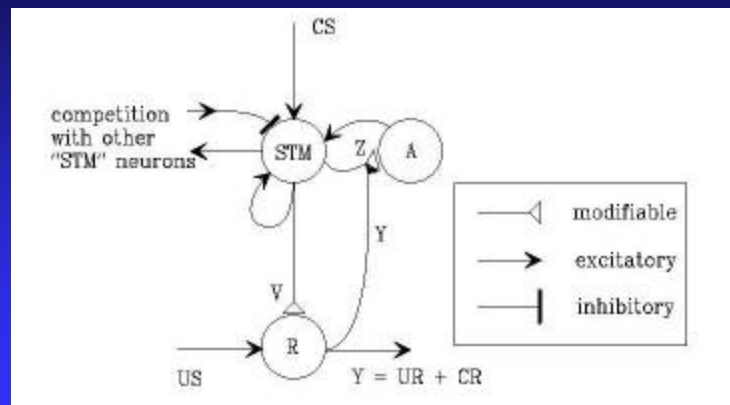 CS
competition
with other
"STM" neurons
STM
Z
A
Y
V
R
US
Y = UR + CR
modifiable
excitatory
inhibitory